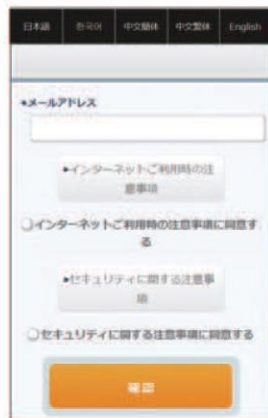 日本語 한국어 中文簡体 中文繁体 English
●メールアドレス
▸インターネットご利用時の注
意事項
インターネットご利用時の注意事項に同意す
る
▸セキュリティに関する注意事
項
セキュリティに関する注意事項に同意する
確認